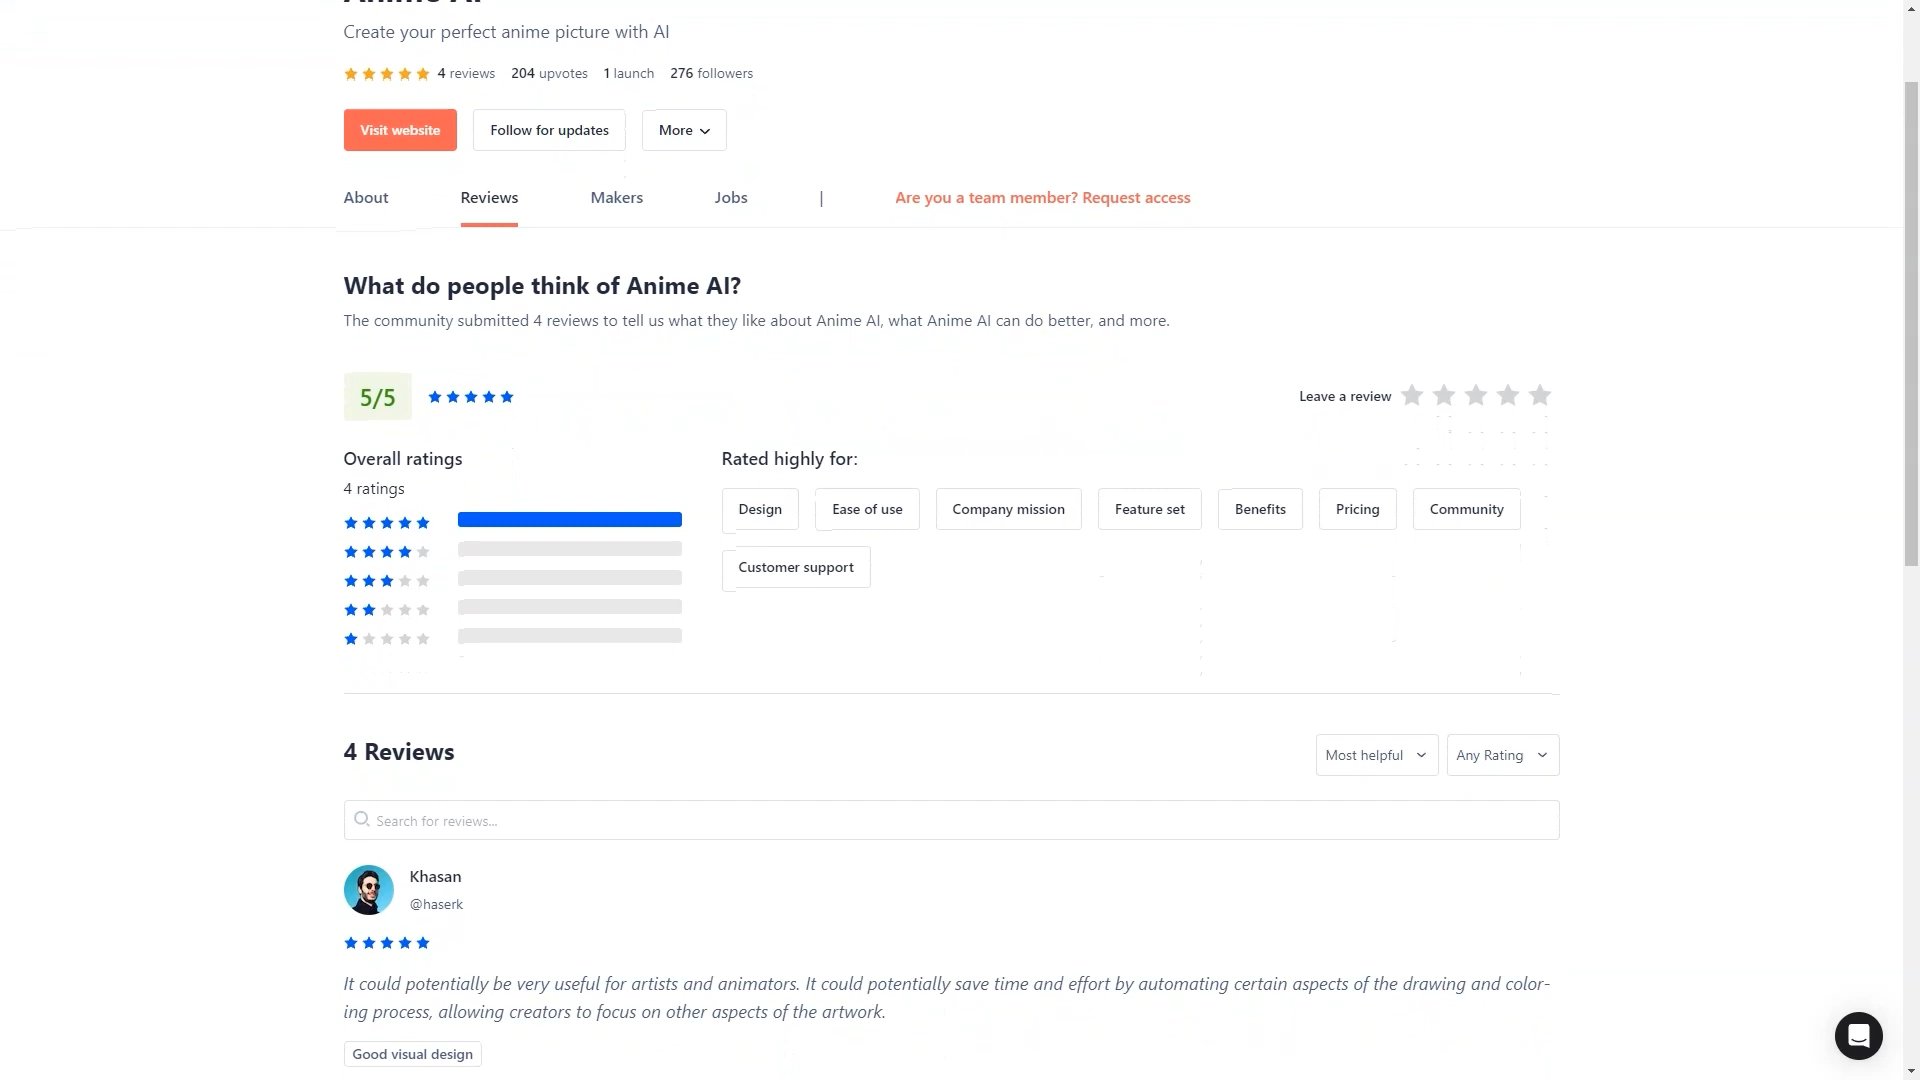 Anime AI
Create your perfect anime picture with AI
4 reviews 204 upvotes 1 launch 276 followers
Visit website Follow for updates More
About Reviews Makers Jobs | Are you a team member? Request access
What do people think of Anime AI?
The community submitted 4 reviews to tell us what they like about Anime AI, what Anime AI can do better, and more.
5/5 Leave a review
Overall ratings Rated highly for:
4 ratings
Design Ease of use Company mission Feature set Benefits Pricing Community
Customer support
4 Reviews Most helpful Any Rating
Search for reviews...
Khasan
@haserk
It could potentially be very useful for artists and animators. It could potentially save time and effort by automating certain aspects of the drawing and color-
ing process, allowing creators to focus on other aspects of the artwork.
Good visual design